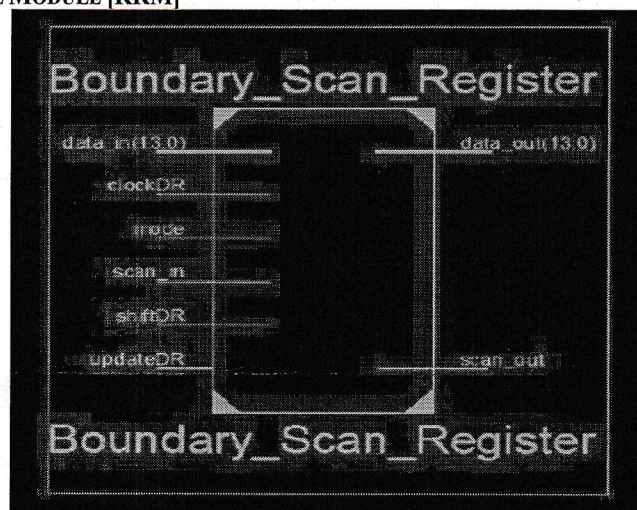 MODULE [RRM]
Boundary_Scan_Register
data_in(13:0)
data_out(13:0)
clockDR
mode
scan_in
shiftDR
updateDR
scan_out
Boundary_Scan_Register